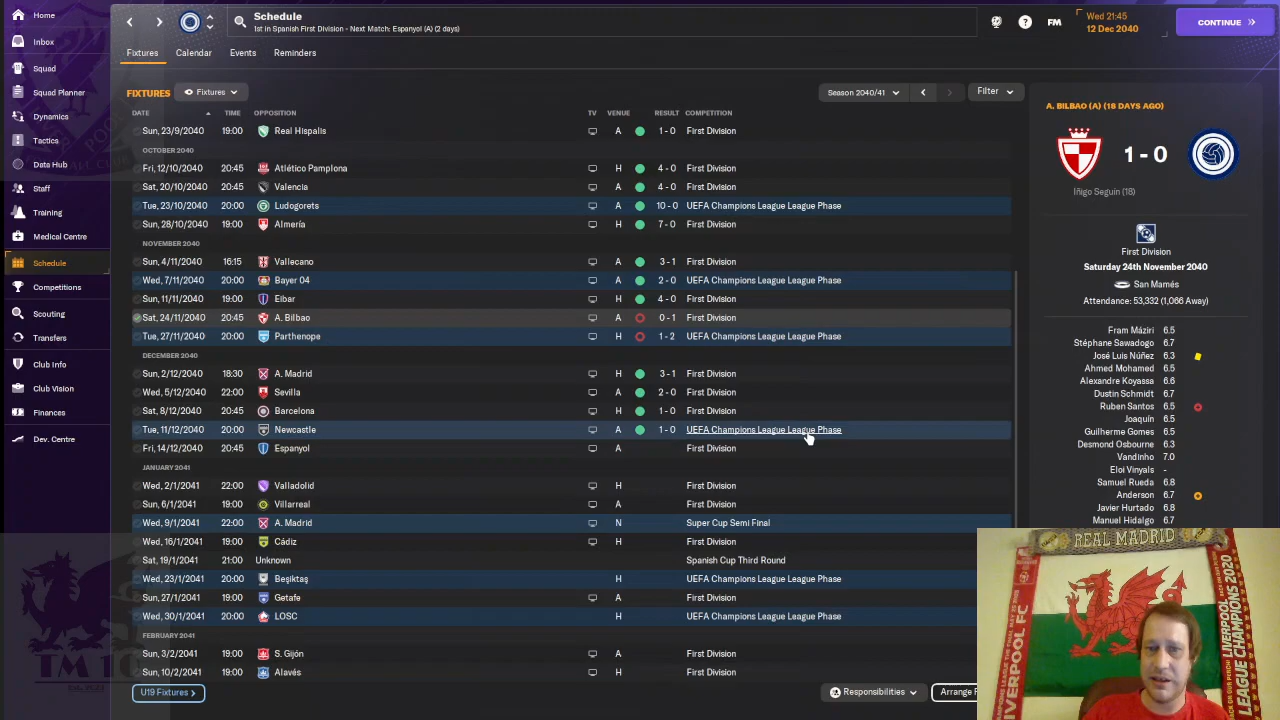 Home
Inbox
Squad
Squad Planner
Dynamics
Tactics
Data Hub
Staff
Training
Medical Centre
Schedule
Competitions
Scouting
Transfers
Club Info
Club Vision
Finances
Dev. Centre
Schedule
1st in Spanish First Division - Next Match: Espanyol (A) (2 days)
FM
Wed 21:45
12 Dec 2040
CONTINUE
Fixtures Calendar Events Reminders
FIXTURES Fixtures Season 2040/41 Filter
DATE TIME OPPOSITION TV VENUE RESULT COMPETITION
Sun, 23/9/2040 19:00 Real Hispalis A 1 - 0 First Division
OCTOBER 2040
Fri, 12/10/2040 20:45 Atlético Pamplona H 4 - 0 First Division
Sat, 20/10/2040 20:45 Valencia A 4 - 0 First Division
Tue, 23/10/2040 20:00 Ludogorets A 10 - 0 UEFA Champions League League Phase
Sun, 28/10/2040 19:00 Almería H 7 - 0 First Division
NOVEMBER 2040
Sun, 4/11/2040 16:15 Vallecano A 3 - 1 First Division
Wed, 7/11/2040 20:00 Bayer 04 A 2 - 0 UEFA Champions League League Phase
Sun, 11/11/2040 19:00 Eibar H 4 - 0 First Division
Sat, 24/11/2040 20:45 A. Bilbao A 0 - 1 First Division
Tue, 27/11/2040 20:00 Parthenope H 1 - 2 UEFA Champions League League Phase
DECEMBER 2040
Sun, 2/12/2040 18:30 A. Madrid H 3 - 1 First Division
Wed, 5/12/2040 22:00 Sevilla A 2 - 0 First Division
Sat, 8/12/2040 20:45 Barcelona H 1 - 0 First Division
Tue, 11/12/2040 20:00 Newcastle A 1 - 0 UEFA Champions League League Phase
Fri, 14/12/2040 20:45 Espanyol A First Division
JANUARY 2041
Wed, 2/1/2041 22:00 Valladolid H First Division
Sun, 6/1/2041 19:00 Villarreal A First Division
Wed, 9/1/2041 22:00 A. Madrid N Super Cup Semi Final
Wed, 16/1/2041 19:00 Cádiz H First Division
Sat, 19/1/2041 21:00 Unknown Spanish Cup Third Round
Wed, 23/1/2041 20:00 Beşiktaş H UEFA Champions League League Phase
Sun, 27/1/2041 19:00 Getafe A First Division
Wed, 30/1/2041 20:00 LOSC H UEFA Champions League League Phase
FEBRUARY 2041
Sun, 3/2/2041 19:00 S. Gijón A First Division
Sun, 10/2/2041 19:00 Alavés H First Division
U19 Fixtures Responsibilities Arrange
A. BILBAO (A) (18 DAYS AGO)
1 - 0
Iñigo Seguin (18)
First Division
Saturday 24th November 2040
San Mamés
Attendance: 53,332 (1,066 Away)
Fram Máziri 6.5
Stéphane Sawadogo 6.7
José Luis Núñez 6.3
Ahmed Mohamed 6.5
Alexandre Koyassa 6.6
Dustin Schmidt 6.7
Ruben Santos 6.5
Joaquín 6.5
Guilherme Gomes 6.5
Desmond Osbourne 6.3
Vandinho 7.0
Eloi Vinyals -
Samuel Rueda 6.8
Anderson 6.7
Javier Hurtado 6.8
Manuel Hidalgo 6.7
REAL MADRID
LIVERPOOL FC
LIVERPOOL
LEAGUE CHAMPIONS 2020
TM10